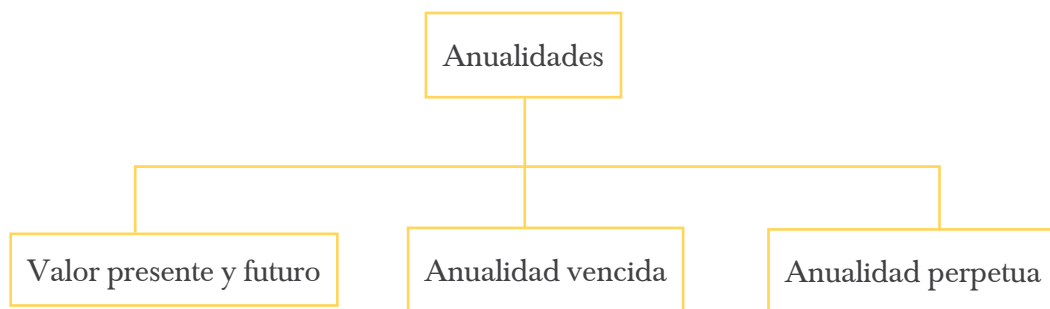 Anualidades
Valor presente y futuro
Anualidad vencida
Anualidad perpetua